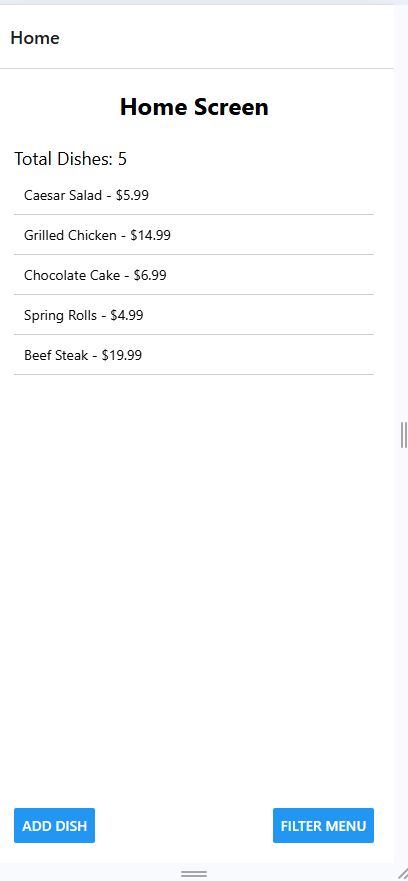 Home
Home Screen
Total Dishes: 5
Caesar Salad - $5.99
Grilled Chicken - $14.99
Chocolate Cake - $6.99
Spring Rolls - $4.99
Beef Steak - $19.99
ADD DISH
FILTER MENU